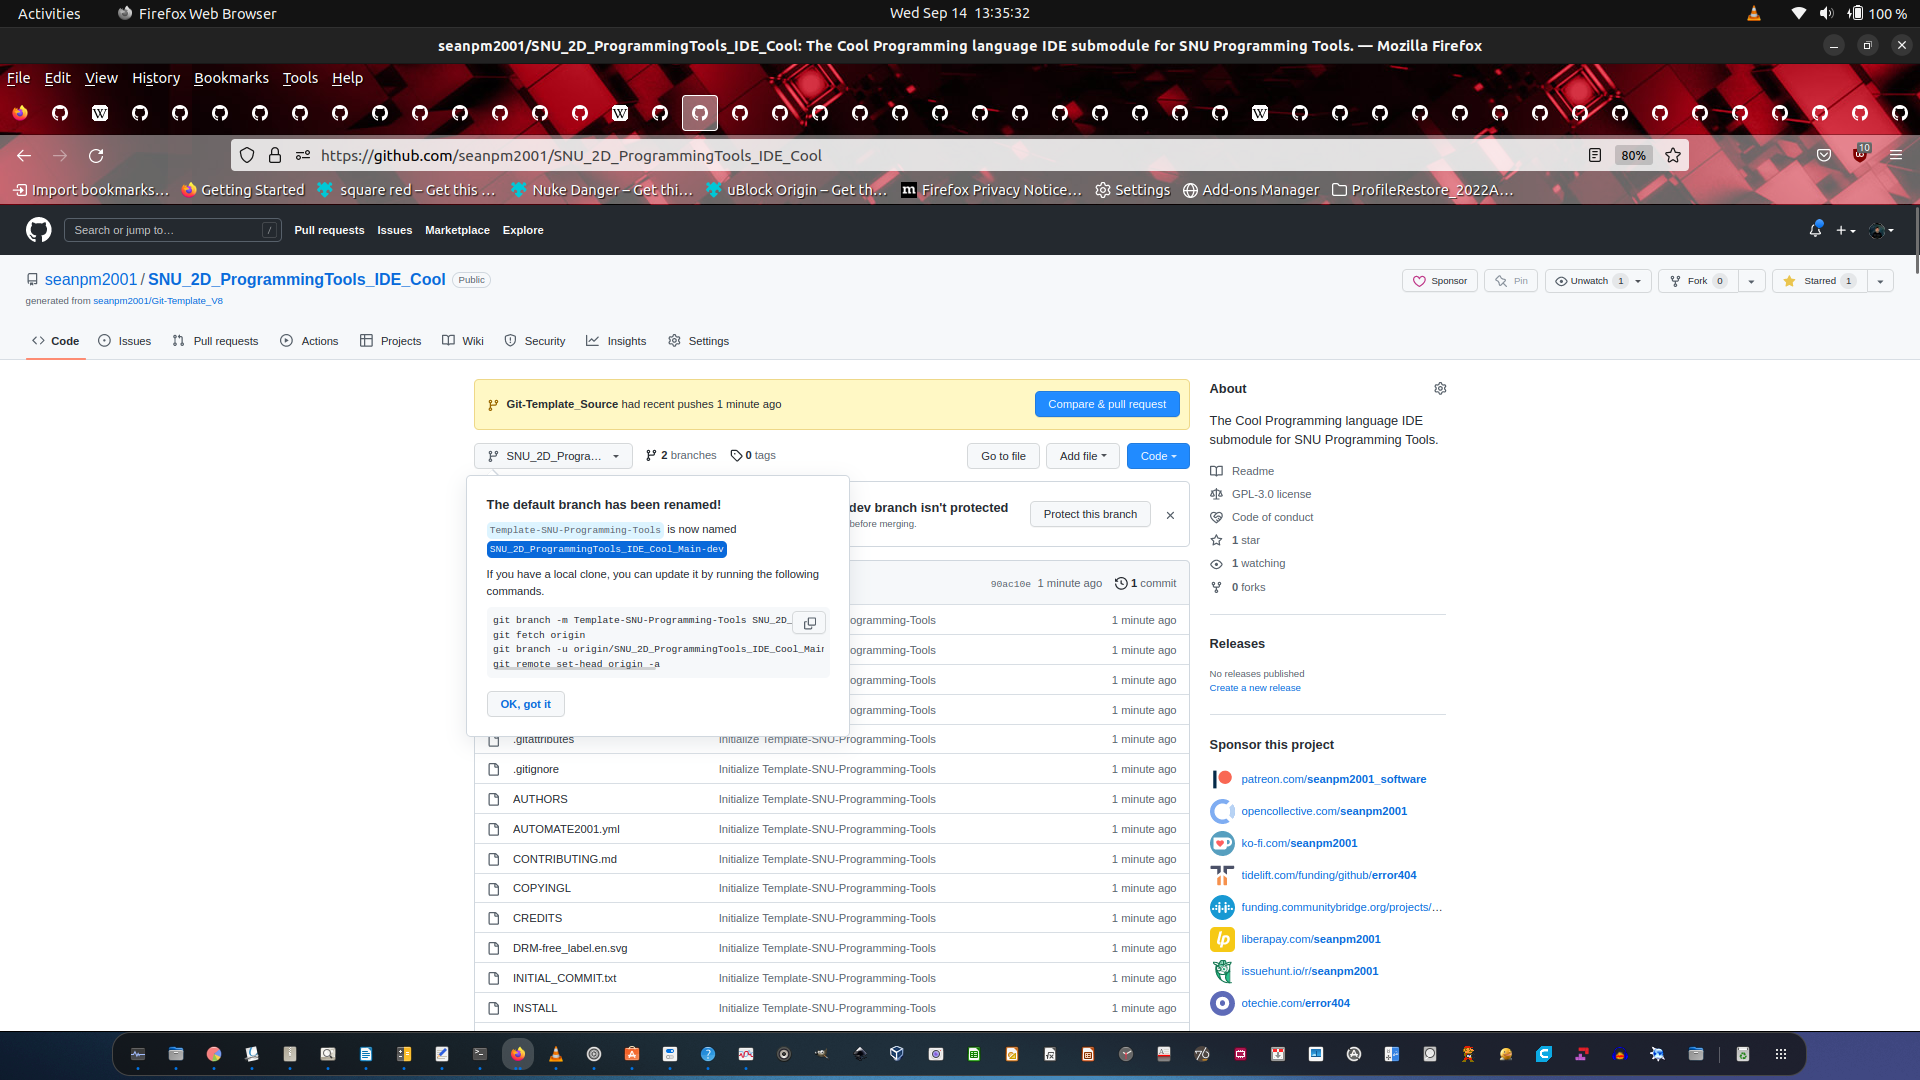 Activities
Firefox Web Browser
Wed Sep 14 13:35:32
100 %
seanpm2001/SNU_2D_ProgrammingTools_IDE_Cool: The Cool Programming language IDE submodule for SNU Programming Tools. — Mozilla Firefox
File Edit View History Bookmarks Tools Help
https://github.com/seanpm2001/SNU_2D_ProgrammingTools_IDE_Cool
80%
10
Import bookmarks… Getting Started square red – Get this … Nuke Danger – Get thi… uBlock Origin – Get th… Firefox Privacy Notice… Settings Add-ons Manager ProfileRestore_2022A…
Search or jump to… /
Pull requests Issues Marketplace Explore
seanpm2001 / SNU_2D_ProgrammingTools_IDE_Cool Public
generated from seanpm2001/Git-Template_V8
Sponsor Pin Unwatch 1 Fork 0 Starred 1
Code Issues Pull requests Actions Projects Wiki Security Insights Settings
Git-Template_Source had recent pushes 1 minute ago
Compare & pull request
SNU_2D_Progra… 2 branches 0 tags
Go to file Add file Code
The default branch has been renamed!
Template-SNU-Programming-Tools is now named
SNU_2D_ProgrammingTools_IDE_Cool_Main-dev
If you have a local clone, you can update it by running the following
commands.
git branch -m Template-SNU-Programming-Tools SNU_2D_
git fetch origin
git branch -u origin/SNU_2D_ProgrammingTools_IDE_Cool_Main
git remote set-head origin -a
OK, got it
dev branch isn't protected
before merging.
Protect this branch
90ac10e 1 minute ago 1 commit
ogramming-Tools 1 minute ago
ogramming-Tools 1 minute ago
ogramming-Tools 1 minute ago
ogramming-Tools 1 minute ago
.gitattributes Initialize Template-SNU-Programming-Tools 1 minute ago
.gitignore Initialize Template-SNU-Programming-Tools 1 minute ago
AUTHORS Initialize Template-SNU-Programming-Tools 1 minute ago
AUTOMATE2001.yml Initialize Template-SNU-Programming-Tools 1 minute ago
CONTRIBUTING.md Initialize Template-SNU-Programming-Tools 1 minute ago
COPYINGL Initialize Template-SNU-Programming-Tools 1 minute ago
CREDITS Initialize Template-SNU-Programming-Tools 1 minute ago
DRM-free_label.en.svg Initialize Template-SNU-Programming-Tools 1 minute ago
INITIAL_COMMIT.txt Initialize Template-SNU-Programming-Tools 1 minute ago
INSTALL Initialize Template-SNU-Programming-Tools 1 minute ago
About
The Cool Programming language IDE
submodule for SNU Programming Tools.
Readme
GPL-3.0 license
Code of conduct
1 star
1 watching
0 forks
Releases
No releases published
Create a new release
Sponsor this project
patreon.com/seanpm2001_software
opencollective.com/seanpm2001
ko-fi.com/seanpm2001
tidelift.com/funding/github/error404
funding.communitybridge.org/projects/…
liberapay.com/seanpm2001
issuehunt.io/r/seanpm2001
otechie.com/error404